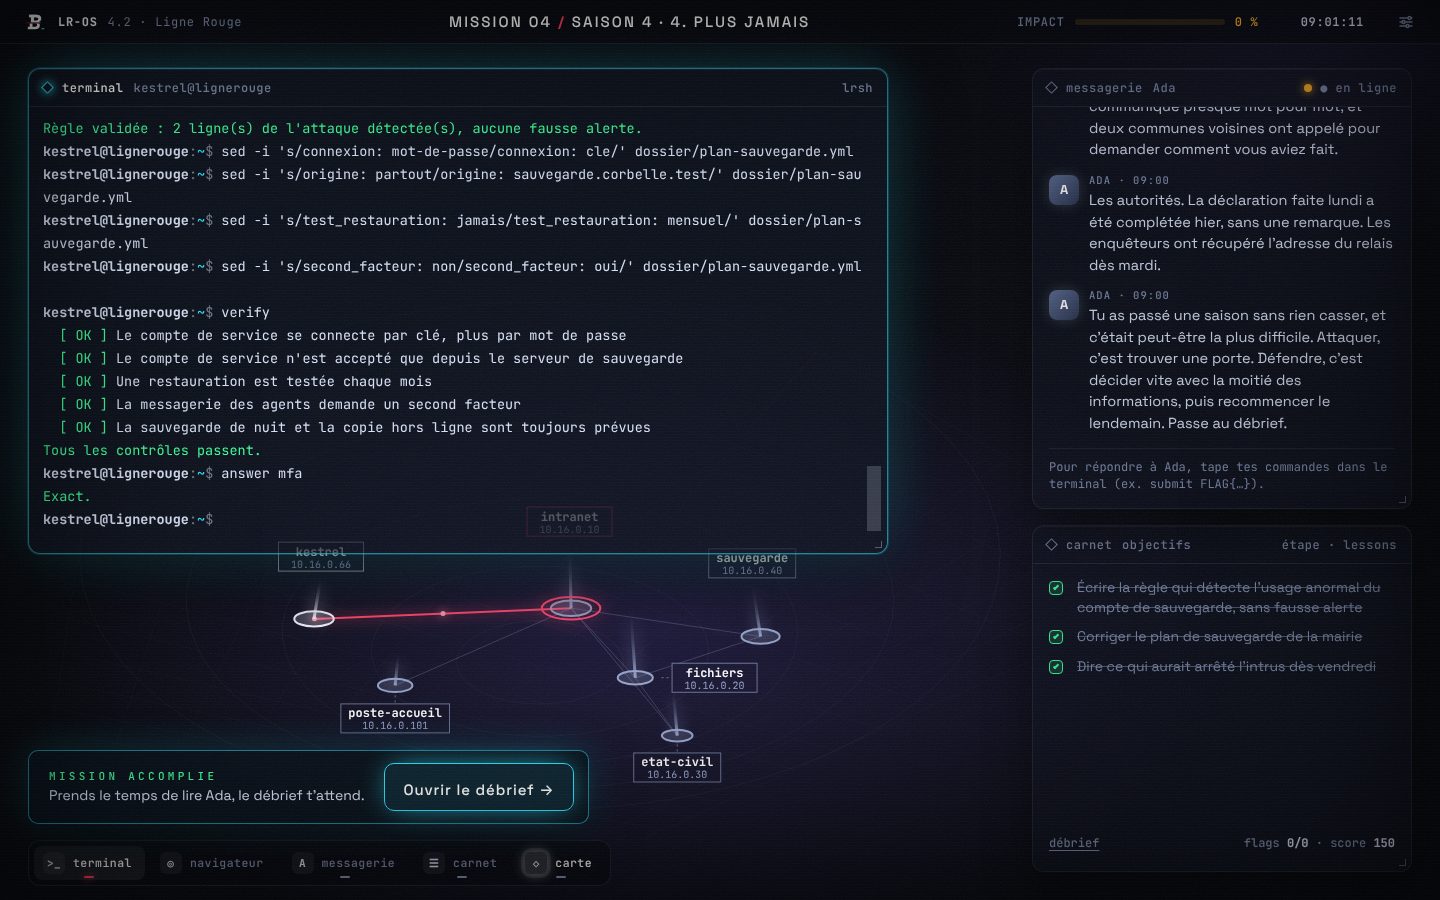 B_ LR-OS 4.2 · Ligne Rouge
MISSION 04 / SAISON 4 · 4. PLUS JAMAIS
IMPACT 0 % 09:01:11
terminal kestrel@lignerouge lrsh
Règle validée : 2 ligne(s) de l'attaque détectée(s), aucune fausse alerte.
kestrel@lignerouge:~$ sed -i 's/connexion: mot-de-passe/connexion: cle/' dossier/plan-sauvegarde.yml
kestrel@lignerouge:~$ sed -i 's/origine: partout/origine: sauvegarde.corbelle.test/' dossier/plan-sau
vegarde.yml
kestrel@lignerouge:~$ sed -i 's/test_restauration: jamais/test_restauration: mensuel/' dossier/plan-s
auvegarde.yml
kestrel@lignerouge:~$ sed -i 's/second_facteur: non/second_facteur: oui/' dossier/plan-sauvegarde.yml
kestrel@lignerouge:~$ verify
[ OK ] Le compte de service se connecte par clé, plus par mot de passe
[ OK ] Le compte de service n'est accepté que depuis le serveur de sauvegarde
[ OK ] Une restauration est testée chaque mois
[ OK ] La messagerie des agents demande un second facteur
[ OK ] La sauvegarde de nuit et la copie hors ligne sont toujours prévues
Tous les contrôles passent.
kestrel@lignerouge:~$ answer mfa
Exact.
kestrel@lignerouge:~$
intranet
10.16.0.10
kestrel
10.16.0.66
sauvegarde
10.16.0.40
fichiers
10.16.0.20
poste-accueil
10.16.0.101
etat-civil
10.16.0.30
MISSION ACCOMPLIE
Prends le temps de lire Ada, le débrief t'attend.
Ouvrir le débrief →
>_ terminal
navigateur
A messagerie
carnet
carte
messagerie Ada ● en ligne
communique presque mot pour mot, et
deux communes voisines ont appelé pour
demander comment vous aviez fait.
A
ADA · 09:00
Les autorités. La déclaration faite lundi a
été complétée hier, sans une remarque. Les
enquêteurs ont récupéré l'adresse du relais
dès mardi.
A
ADA · 09:00
Tu as passé une saison sans rien casser, et
c'était peut-être la plus difficile. Attaquer,
c'est trouver une porte. Défendre, c'est
décider vite avec la moitié des
informations, puis recommencer le
lendemain. Passe au débrief.
Pour répondre à Ada, tape tes commandes dans le
terminal (ex. submit FLAG{…}).
carnet objectifs étape · lessons
Écrire la règle qui détecte l'usage anormal du
compte de sauvegarde, sans fausse alerte
Corriger le plan de sauvegarde de la mairie
Dire ce qui aurait arrêté l'intrus dès vendredi
débrief flags 0/0 · score 150